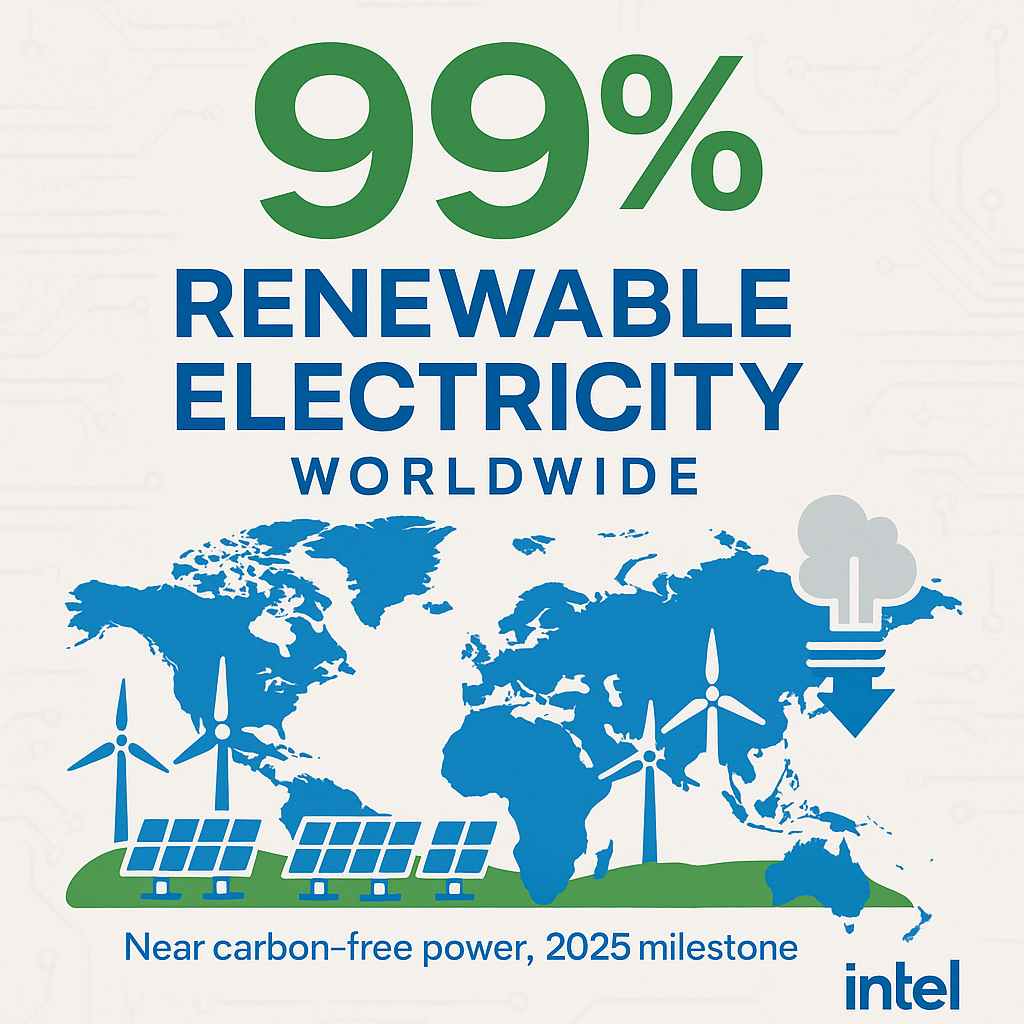 99%
RENEWABLE
ELECTRICITY
WORLDWIDE
Near carbon-free power, 2025 milestone
intel